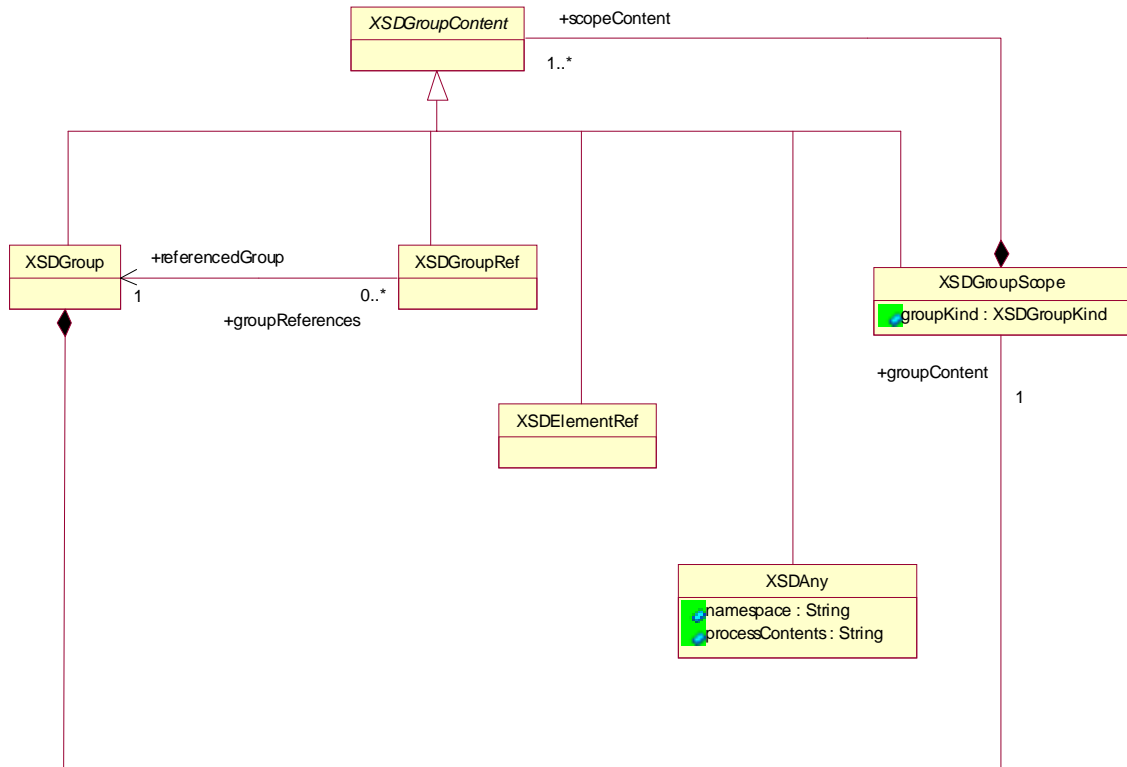 XSDGroupContent
+scopeContent
1..*
XSDGroup
+referencedGroup
1
0..*
+groupReferences
XSDGroupRef
XSDGroupScope
groupKind : XSDGroupKind
+groupContent
1
XSDElementRef
XSDAny
namespace : String
processContents : String